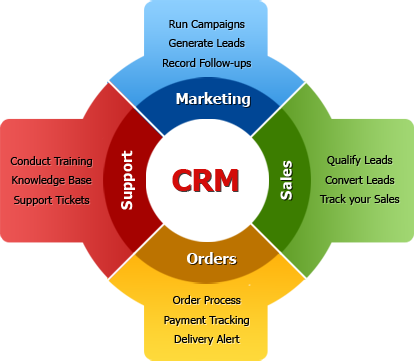 Run Campaigns
Generate Leads
Record Follow-ups
Marketing
Conduct Training
Knowledge Base
Support Tickets
Support
CRM
Sales
Qualify Leads
Convert Leads
Track your Sales
Orders
Order Process
Payment Tracking
Delivery Alert